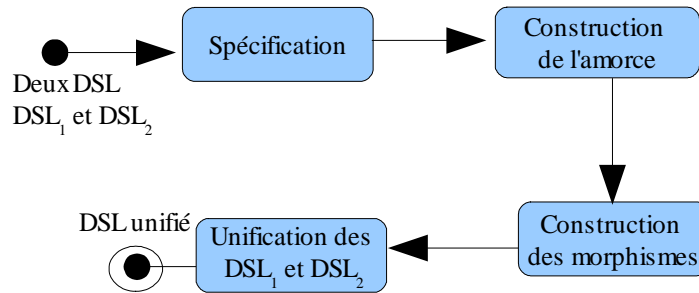 Spécification
Construction
de l'amorce
Deux DSL
DSL₁ et DSL₂
DSL unifié
Unification des
DSL₁ et DSL₂
Construction
des morphismes